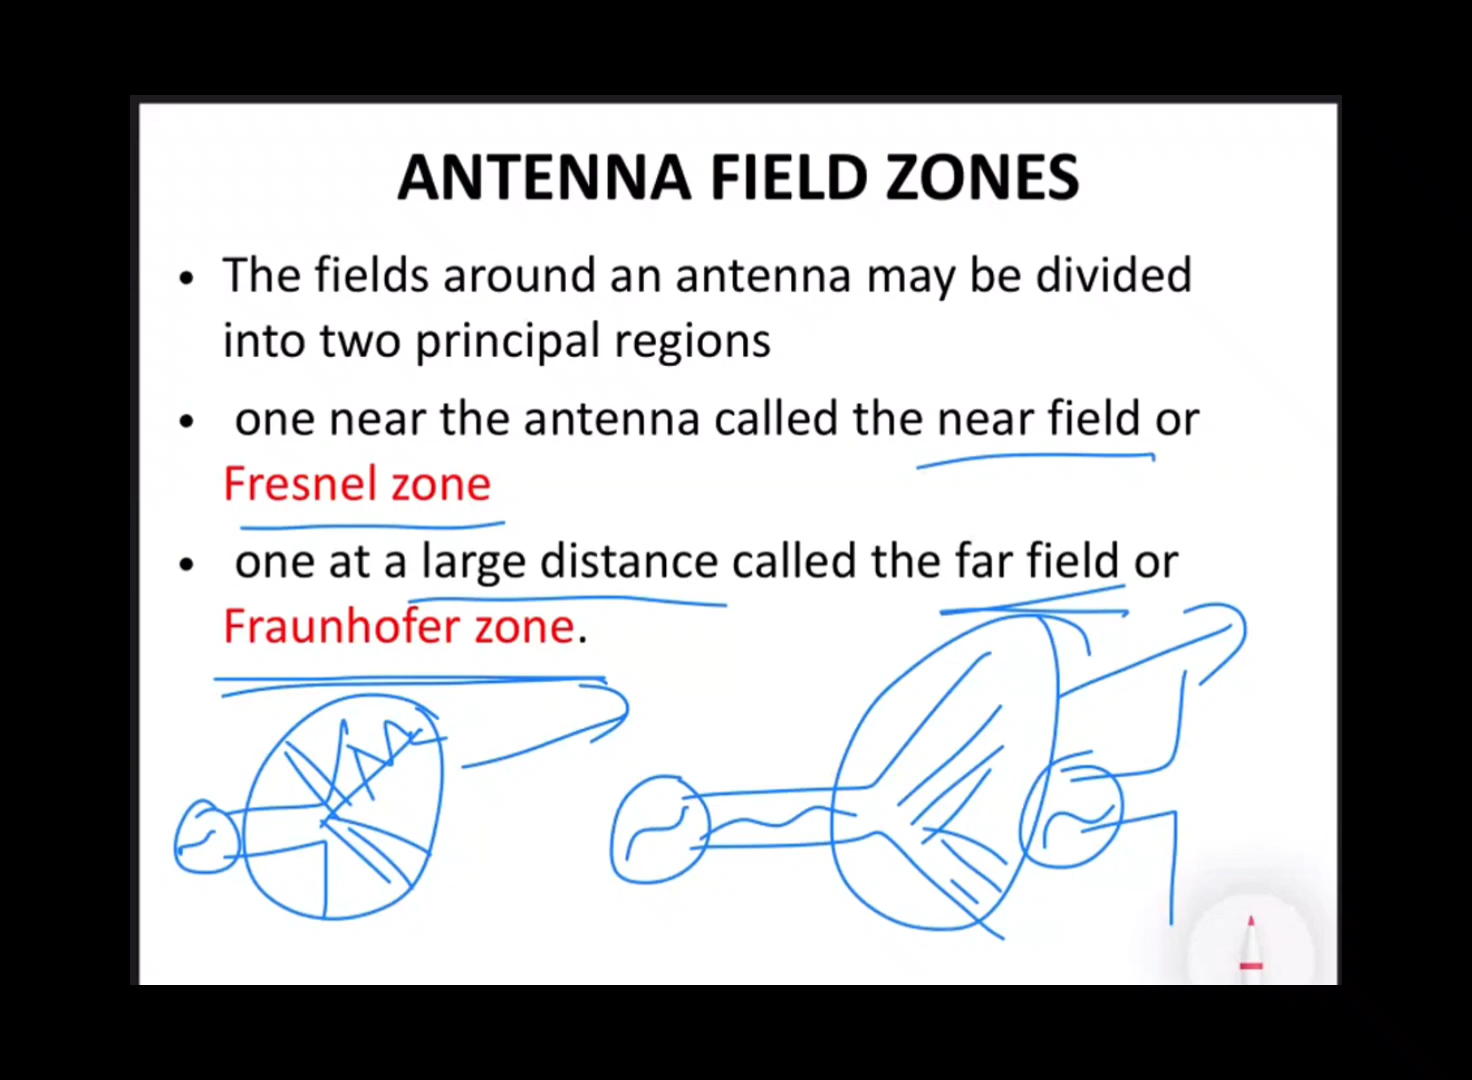 ANTENNA FIELD ZONES
• The fields around an antenna may be divided
into two principal regions
• one near the antenna called the near field or
Fresnel zone
• one at a large distance called the far field or
Fraunhofer zone.